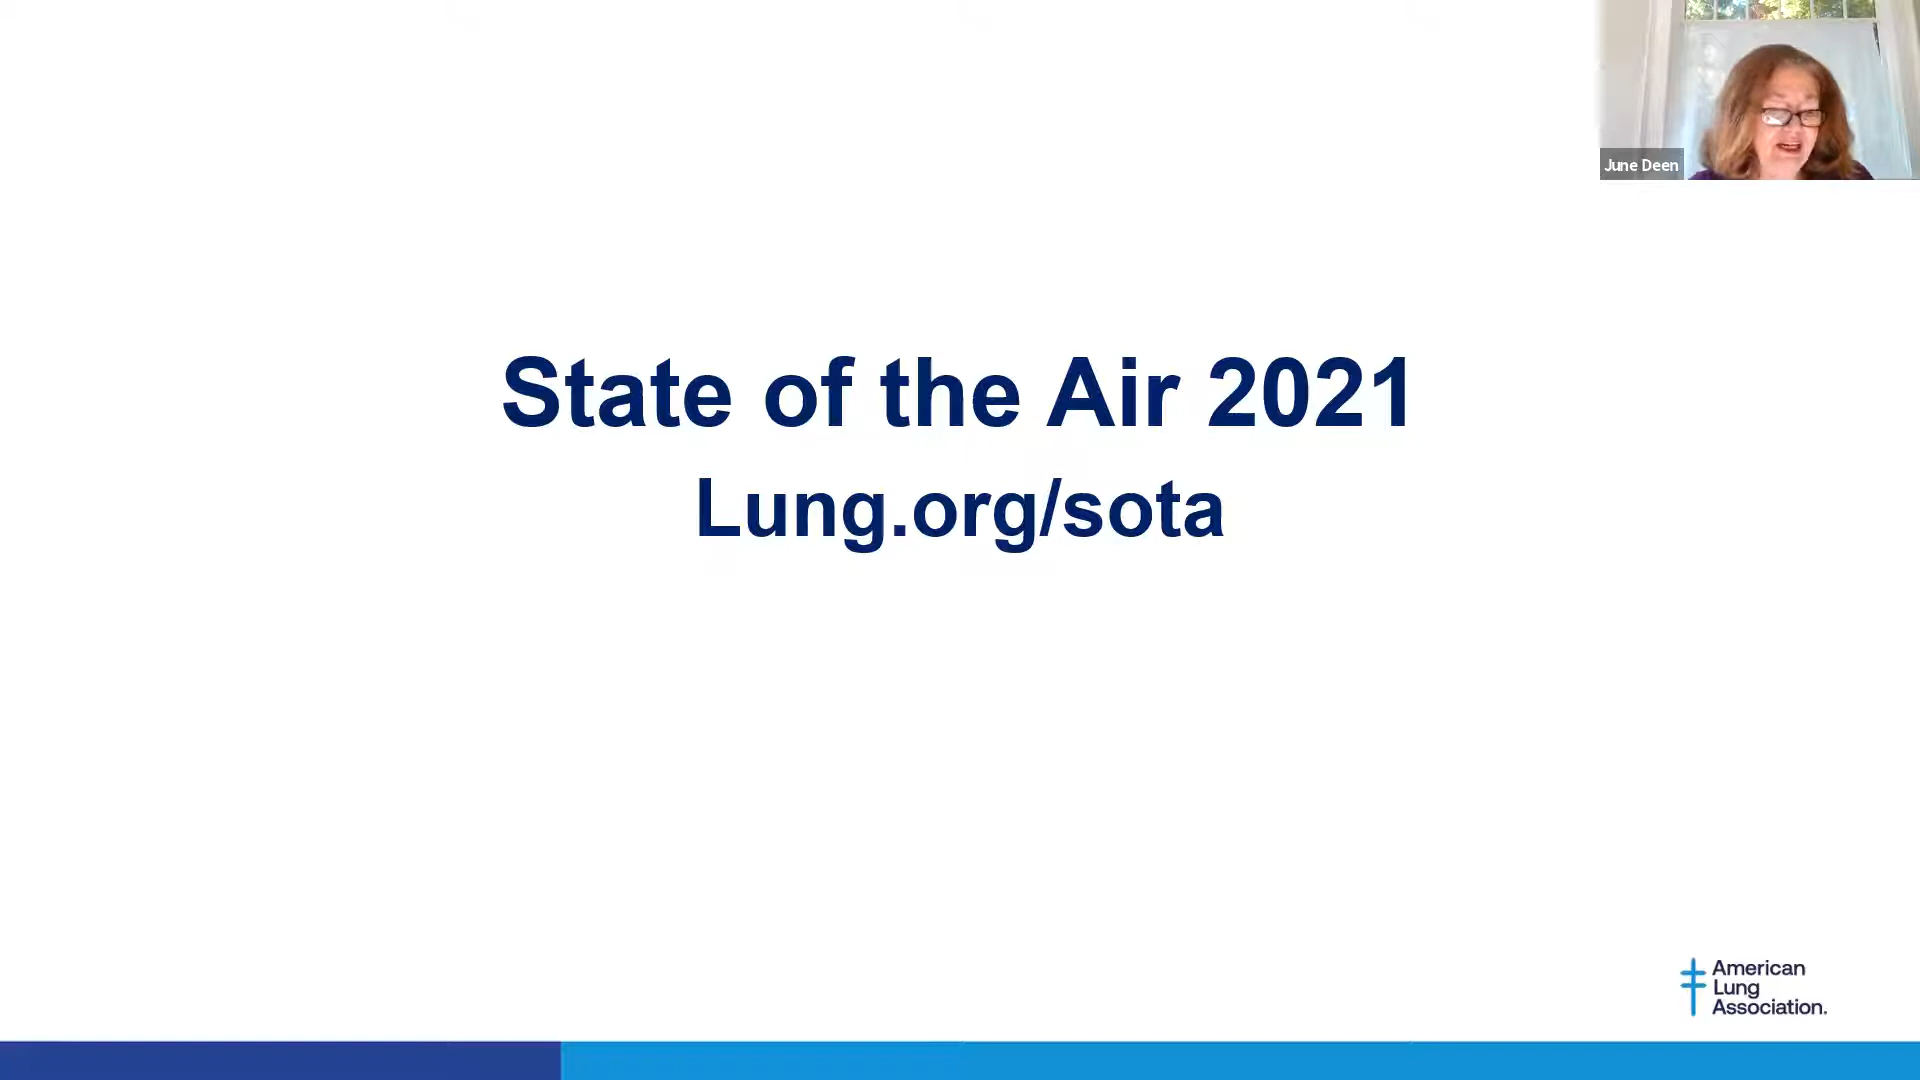 June Deen
State of the Air 2021
Lung.org/sota
American
Lung
Association.